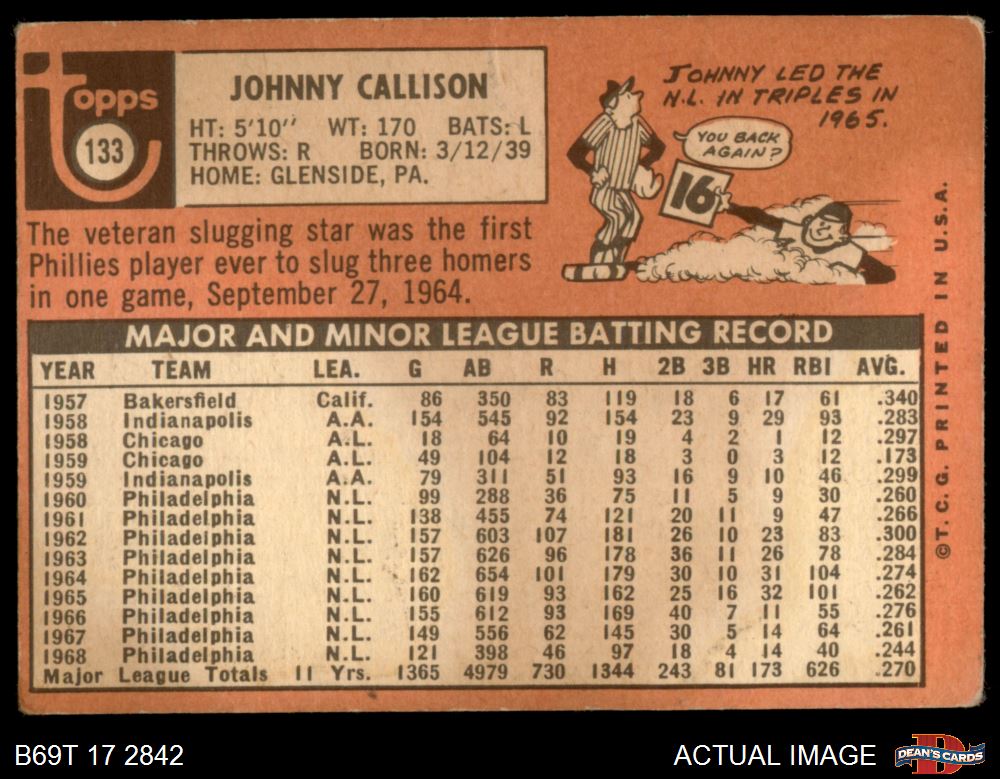 topps
133
JOHNNY CALLISON
HT: 5'10" WT: 170 BATS: L
THROWS: R BORN: 3/12/39
HOME: GLENSIDE, PA.
JOHNNY LED THE
N.L. IN TRIPLES IN
1965.
YOU BACK
AGAIN?
16
The veteran slugging star was the first
Phillies player ever to slug three homers
in one game, September 27, 1964.
MAJOR AND MINOR LEAGUE BATTING RECORD
YEAR TEAM LEA. G AB R H 2B 3B HR RBI AVG.
1957 Bakersfield Calif. 86 350 83 119 18 6 17 61 .340
1958 Indianapolis A.A. 154 545 92 154 23 9 29 93 .283
1958 Chicago A.L. 18 64 10 19 4 2 1 12 .297
1959 Chicago A.L. 49 104 12 18 3 0 3 12 .173
1959 Indianapolis A.A. 79 311 51 93 16 9 10 46 .299
1960 Philadelphia N.L. 99 288 36 75 11 5 9 30 .260
1961 Philadelphia N.L. 138 455 74 121 20 11 9 47 .266
1962 Philadelphia N.L. 157 603 107 181 26 10 23 83 .300
1963 Philadelphia N.L. 157 626 96 178 36 11 26 78 .284
1964 Philadelphia N.L. 162 654 101 179 30 10 31 104 .274
1965 Philadelphia N.L. 160 619 93 162 25 16 32 101 .262
1966 Philadelphia N.L. 155 612 93 169 40 7 11 55 .276
1967 Philadelphia N.L. 149 556 62 145 30 5 14 64 .261
1968 Philadelphia N.L. 121 398 46 97 18 4 14 40 .244
Major League Totals 11 Yrs. 1365 4979 730 1344 243 81 173 626 .270
©T.C.G. PRINTED IN U.S.A.
B69T 17 2842
ACTUAL IMAGE
DEAN'S CARDS